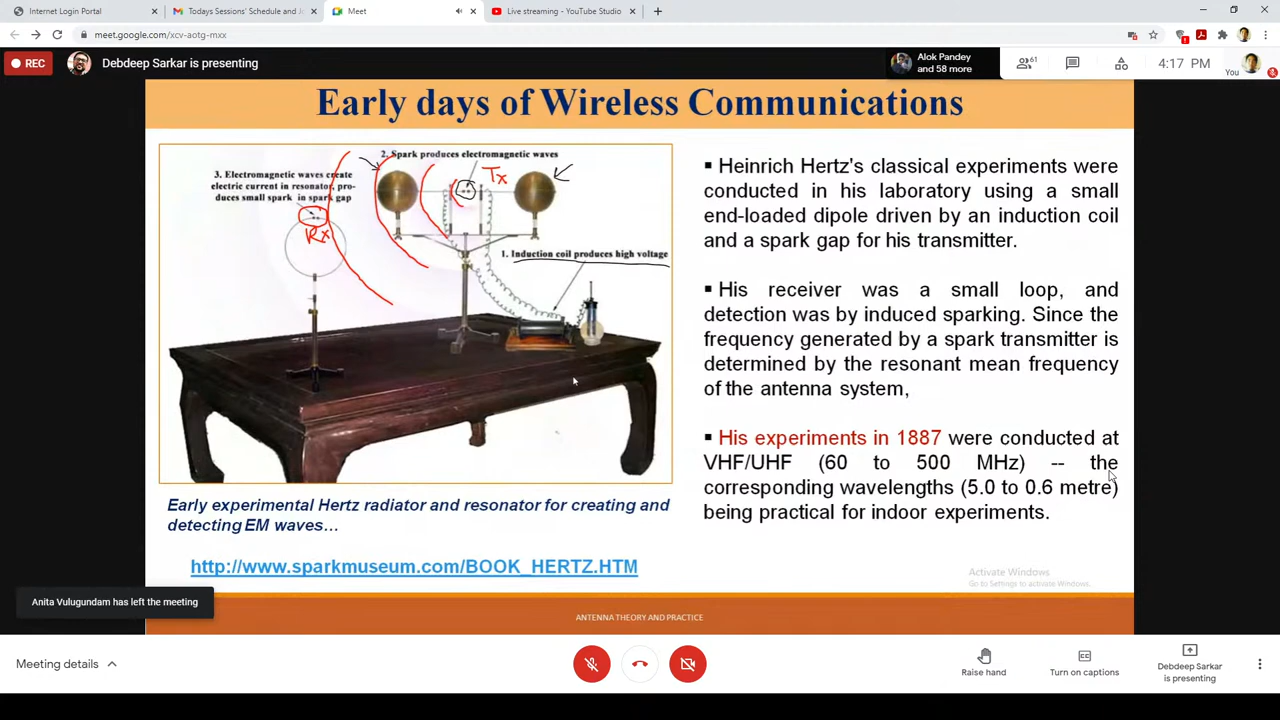 Internet Login Portal
Todays Sessions' Schedule and Jo
Meet
Live streaming - YouTube Studio
meet.google.com/xcv-aotg-mxx
REC
Debdeep Sarkar is presenting
Alok Pandey
and 58 more
61
4:17 PM
You
Early days of Wireless Communications
2. Spark produces electromagnetic waves
3. Electromagnetic waves create
electric current in resonator, pro-
duces small spark in spark gap
Tx
Rx
1. Induction coil produces high voltage
Early experimental Hertz radiator and resonator for creating and
detecting EM waves…
http://www.sparkmuseum.com/BOOK_HERTZ.HTM
▪ Heinrich Hertz's classical experiments were
conducted in his laboratory using a small
end-loaded dipole driven by an induction coil
and a spark gap for his transmitter.
▪ His receiver was a small loop, and
detection was by induced sparking. Since the
frequency generated by a spark transmitter is
determined by the resonant mean frequency
of the antenna system,
▪ His experiments in 1887 were conducted at
VHF/UHF (60 to 500 MHz) -- the
corresponding wavelengths (5.0 to 0.6 metre)
being practical for indoor experiments.
Activate Windows
Go to Settings to activate Windows.
Anita Vulugundam has left the meeting
ANTENNA THEORY AND PRACTICE
Meeting details
Raise hand
Turn on captions
Debdeep Sarkar
is presenting